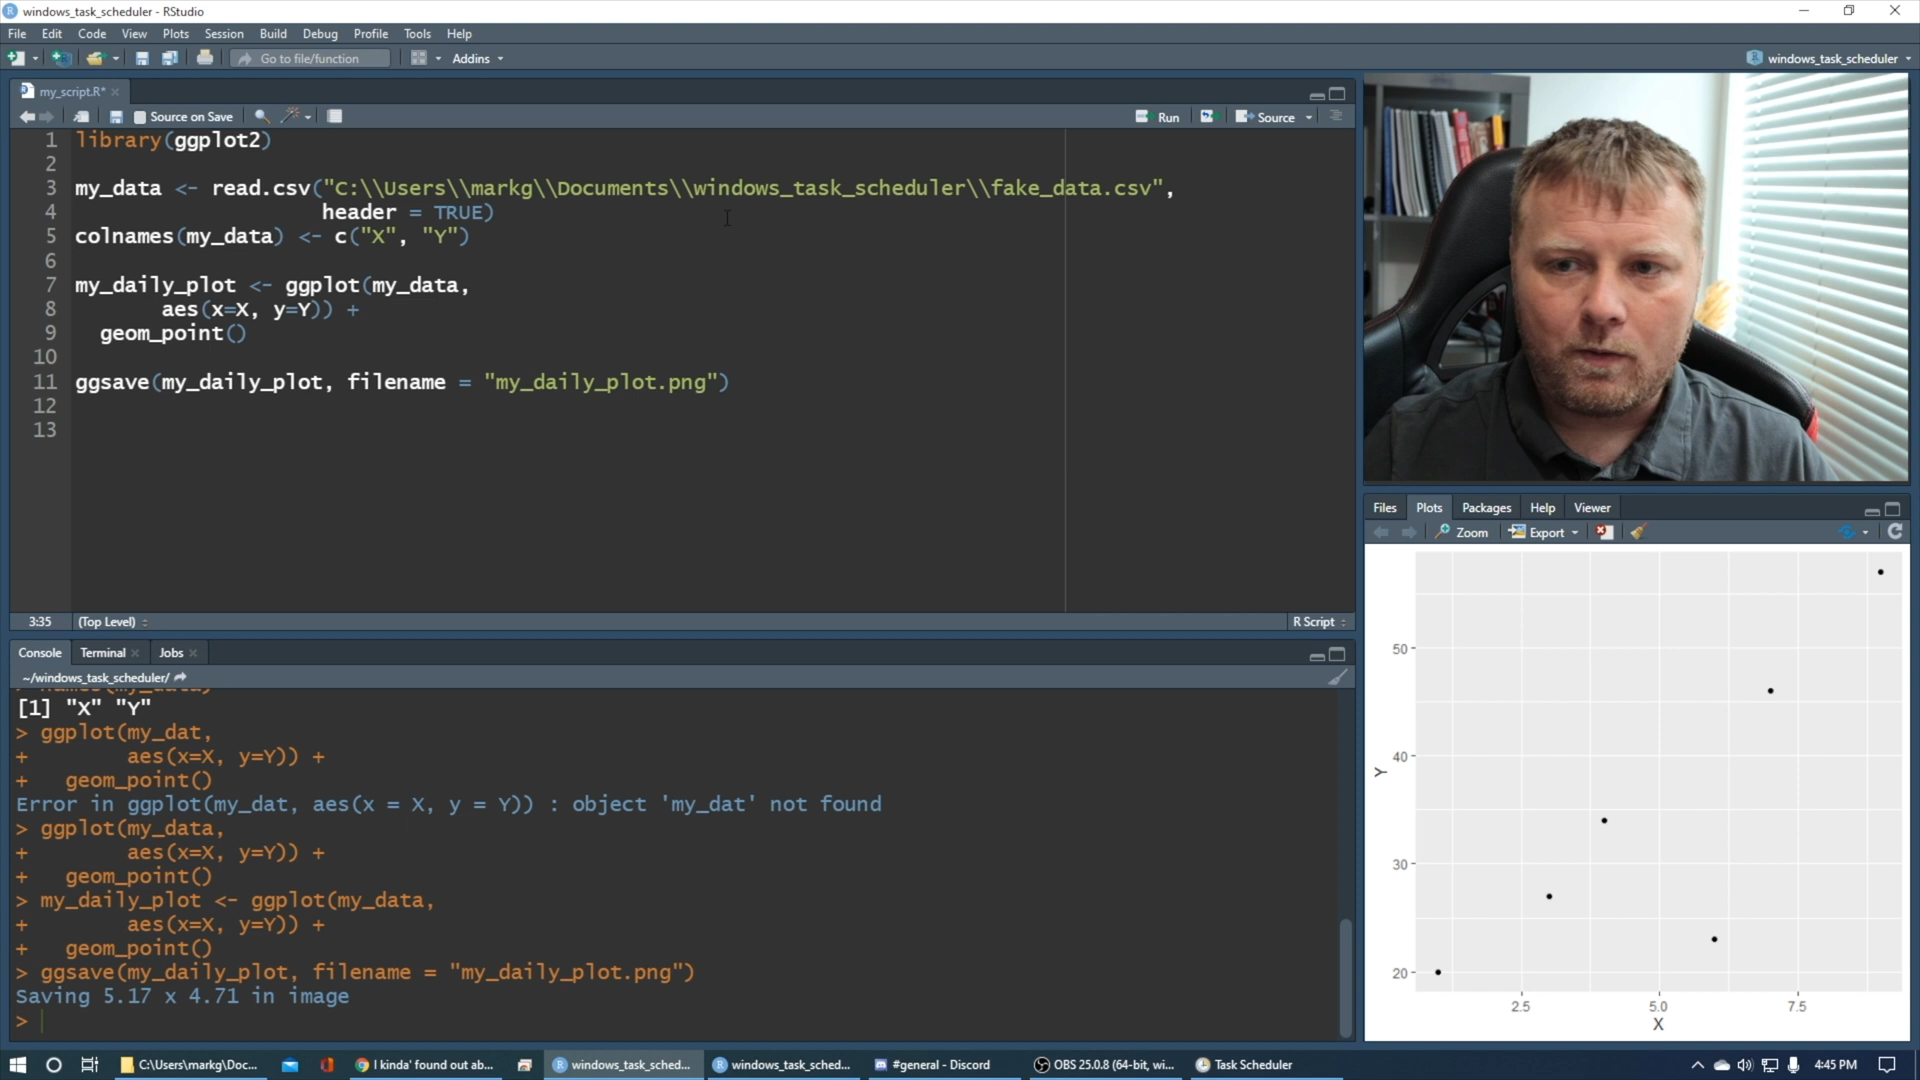 windows_task_scheduler - RStudio
File Edit Code View Plots Session Build Debug Profile Tools Help
Go to file/function Addins windows_task_scheduler
my_script.R*
Source on Save Run Source
1 library(ggplot2)
2
3 my_data <- read.csv("C:\\Users\\markg\\Documents\\windows_task_scheduler\\fake_data.csv",
4 header = TRUE)
5 colnames(my_data) <- c("X", "Y")
6
7 my_daily_plot <- ggplot(my_data,
8 aes(x=X, y=Y)) +
9 geom_point()
10
11 ggsave(my_daily_plot, filename = "my_daily_plot.png")
12
13
3:35 (Top Level) R Script
Console Terminal Jobs
~/windows_task_scheduler/
> names(my_data)
[1] "X" "Y"
> ggplot(my_dat,
+ aes(x=X, y=Y)) +
+ geom_point()
Error in ggplot(my_dat, aes(x = X, y = Y)) : object 'my_dat' not found
> ggplot(my_data,
+ aes(x=X, y=Y)) +
+ geom_point()
> my_daily_plot <- ggplot(my_data,
+ aes(x=X, y=Y)) +
+ geom_point()
> ggsave(my_daily_plot, filename = "my_daily_plot.png")
Saving 5.17 x 4.71 in image
>
Files Plots Packages Help Viewer
Zoom Export
50
40
Y
30
20
2.5 5.0 7.5
X
C:\Users\markg\Doc... I kinda' found out ab... windows_task_sched... windows_task_sched... #general - Discord OBS 25.0.8 (64-bit, wi... Task Scheduler 4:45 PM